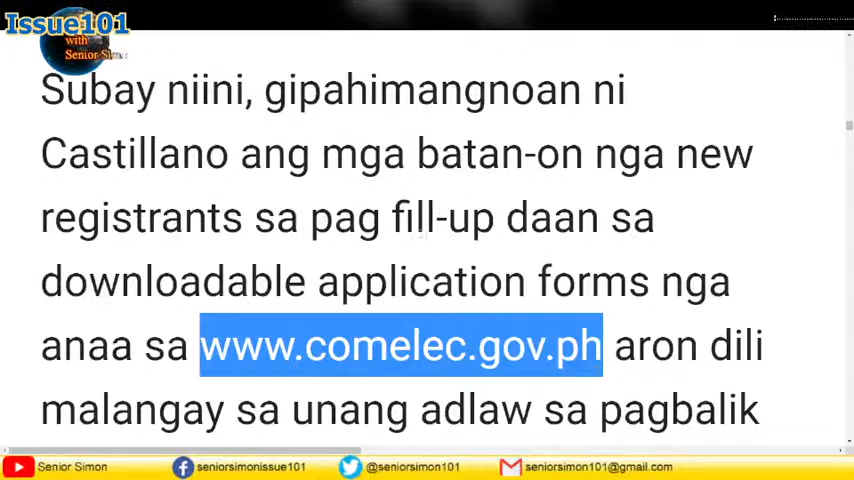 Issue101
with
Senior Sim
Subay niini, gipahimangnoan ni
Castillano ang mga batan-on nga new
registrants sa pag fill-up daan sa
downloadable application forms nga
anaa sa www.comelec.gov.ph aron dili
malangay sa unang adlaw sa pagbalik
Senior Simon seniorsimonissue101 @seniorsimon101 seniorsimon101@gmail.com